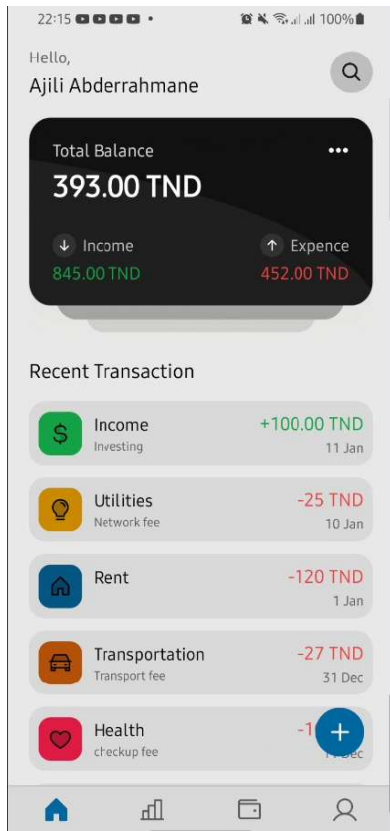 22:15 100%
Hello,
Ajili Abderrahmane
Total Balance
393.00 TND
Income Expence
845.00 TND 452.00 TND
Recent Transaction
Income +100.00 TND
Investing 11 Jan
Utilities -25 TND
Network fee 10 Jan
Rent -120 TND
1 Jan
Transportation -27 TND
Transport fee 31 Dec
Health
checkup fee